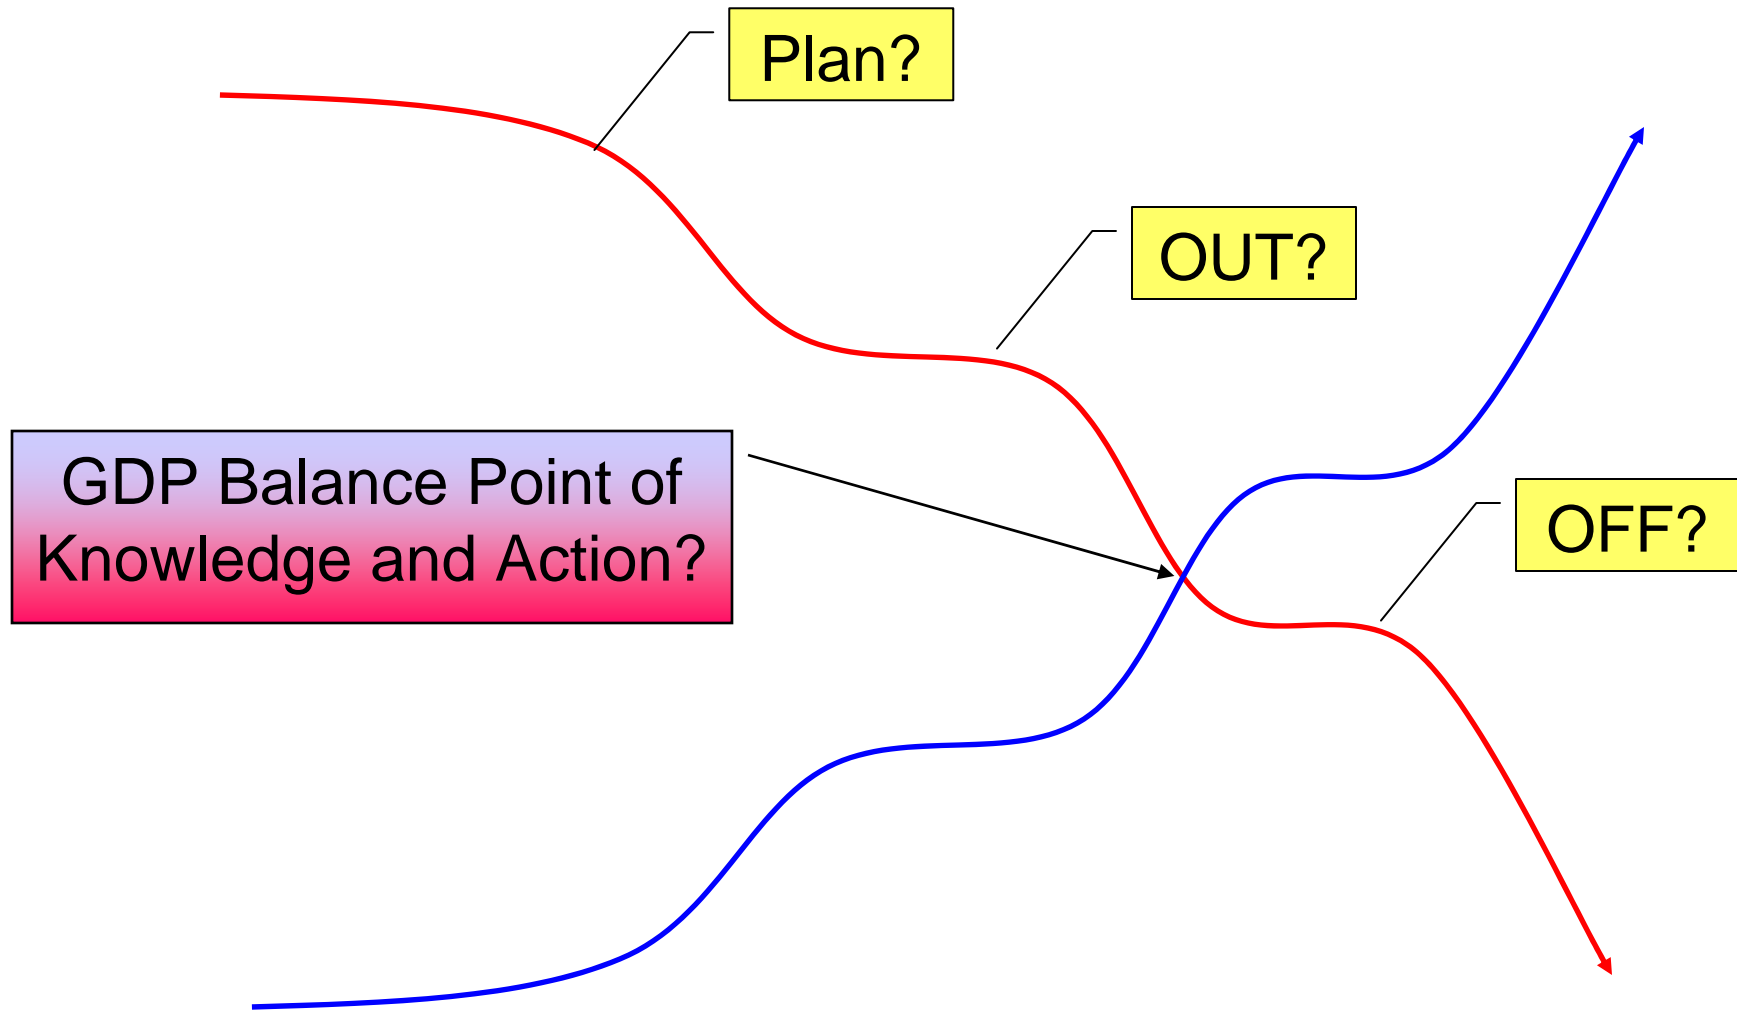 Plan?
OUT?
GDP Balance Point of
Knowledge and Action?
OFF?